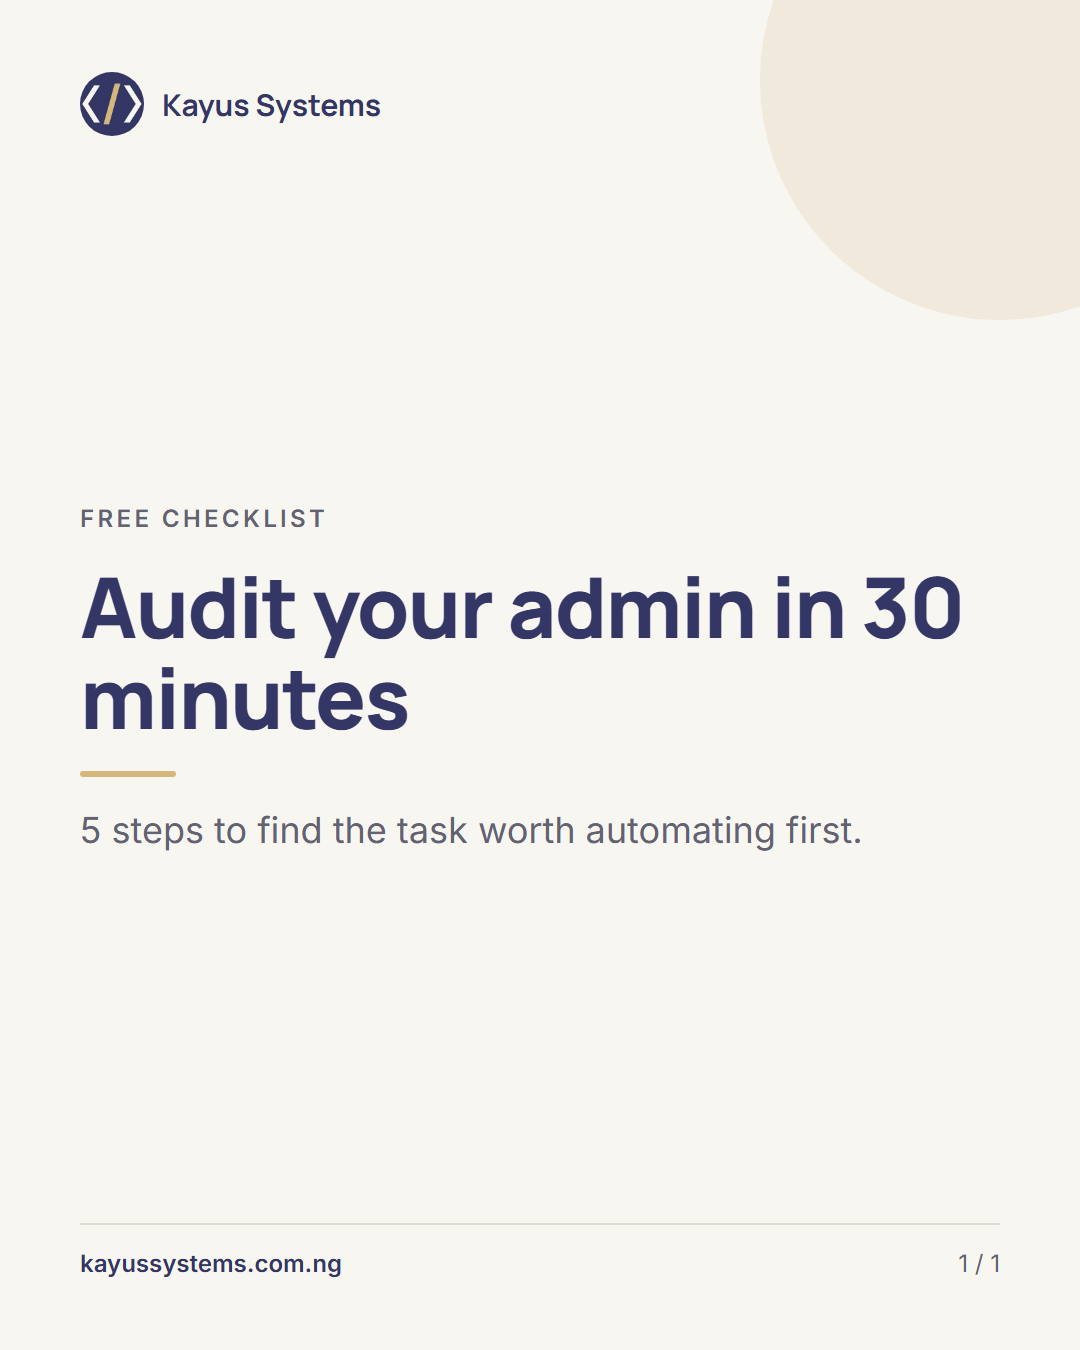 Kayus Systems
FREE CHECKLIST
Audit your admin in 30
minutes
5 steps to find the task worth automating first.
kayussystems.com.ng
1 / 1